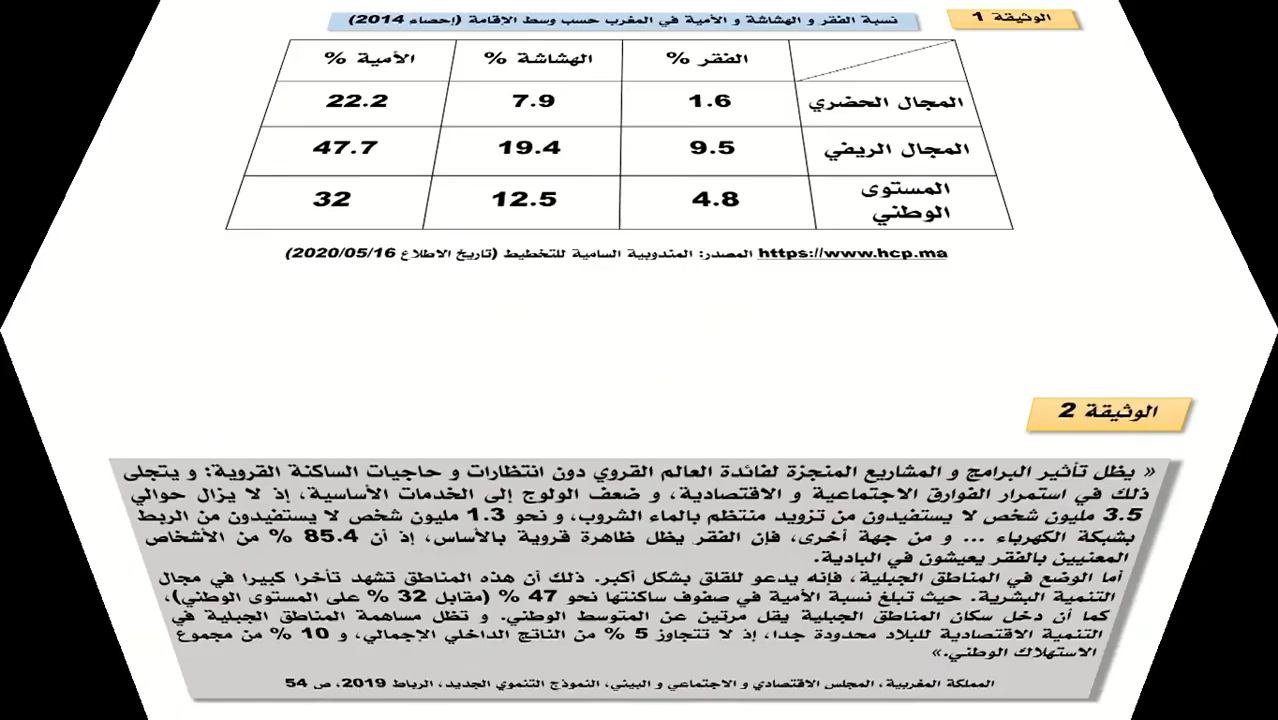 الوثيقة 1
نسبة الفقر و الهشاشة و الأمية في المغرب حسب وسط الإقامة (إحصاء 2014)
الفقر % الهشاشة % الأمية %
المجال الحضري 1.6 7.9 22.2
المجال الريفي 9.5 19.4 47.7
المستوى
الوطني 4.8 12.5 32
https://www.hcp.ma المصدر: المندوبية السامية للتخطيط (تاريخ الاطلاع 2020/05/16)
الوثيقة 2
« يظل تأثير البرامج و المشاريع المنجزة لفائدة العالم القروي دون انتظارات و حاجيات الساكنة القروية: و يتجلى
ذلك في استمرار الفوارق الاجتماعية و الاقتصادية، و ضعف الولوج إلى الخدمات الأساسية، إذ لا يزال حوالي
3.5 مليون شخص لا يستفيدون من تزويد منتظم بالماء الشروب، و نحو 1.3 مليون شخص لا يستفيدون من الربط
بشبكة الكهرباء ... و من جهة أخرى، فإن الفقر يظل ظاهرة قروية بالأساس، إذ أن 85.4 % من الأشخاص
المعنيين بالفقر يعيشون في البادية.
أما الوضع في المناطق الجبلية، فإنه يدعو للقلق بشكل أكبر. ذلك أن هذه المناطق تشهد تأخرا كبيرا في مجال
التنمية البشرية. حيث تبلغ نسبة الأمية في صفوف ساكنتها نحو 47 % (مقابل 32 % على المستوى الوطني)،
كما أن دخل سكان المناطق الجبلية يقل مرتين عن المتوسط الوطني. و تظل مساهمة المناطق الجبلية في
التنمية الاقتصادية للبلاد محدودة جدا، إذ لا تتجاوز 5 % من الناتج الداخلي الإجمالي، و 10 % من مجموع
الاستهلاك الوطني.»
المملكة المغربية، المجلس الاقتصادي و الاجتماعي و البيئي، النموذج التنموي الجديد، الرباط 2019، ص 54